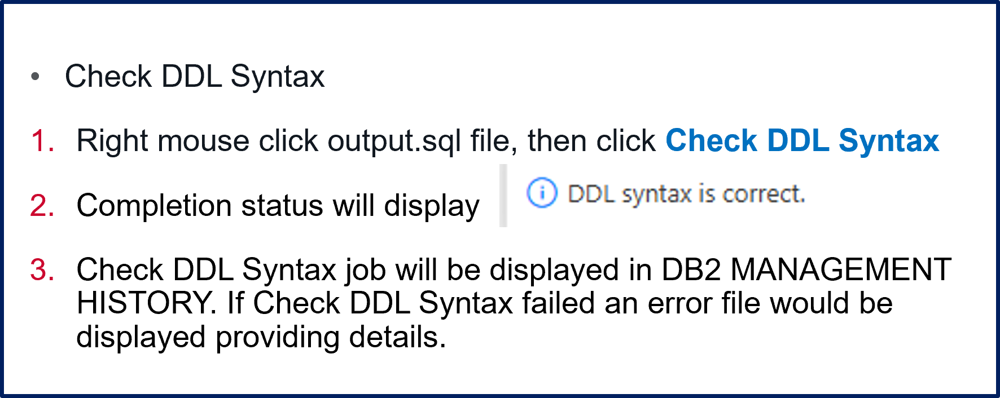 • Check DDL Syntax
1. Right mouse click output.sql file, then click Check DDL Syntax
2. Completion status will display
DDL syntax is correct.
3. Check DDL Syntax job will be displayed in DB2 MANAGEMENT
HISTORY. If Check DDL Syntax failed an error file would be
displayed providing details.